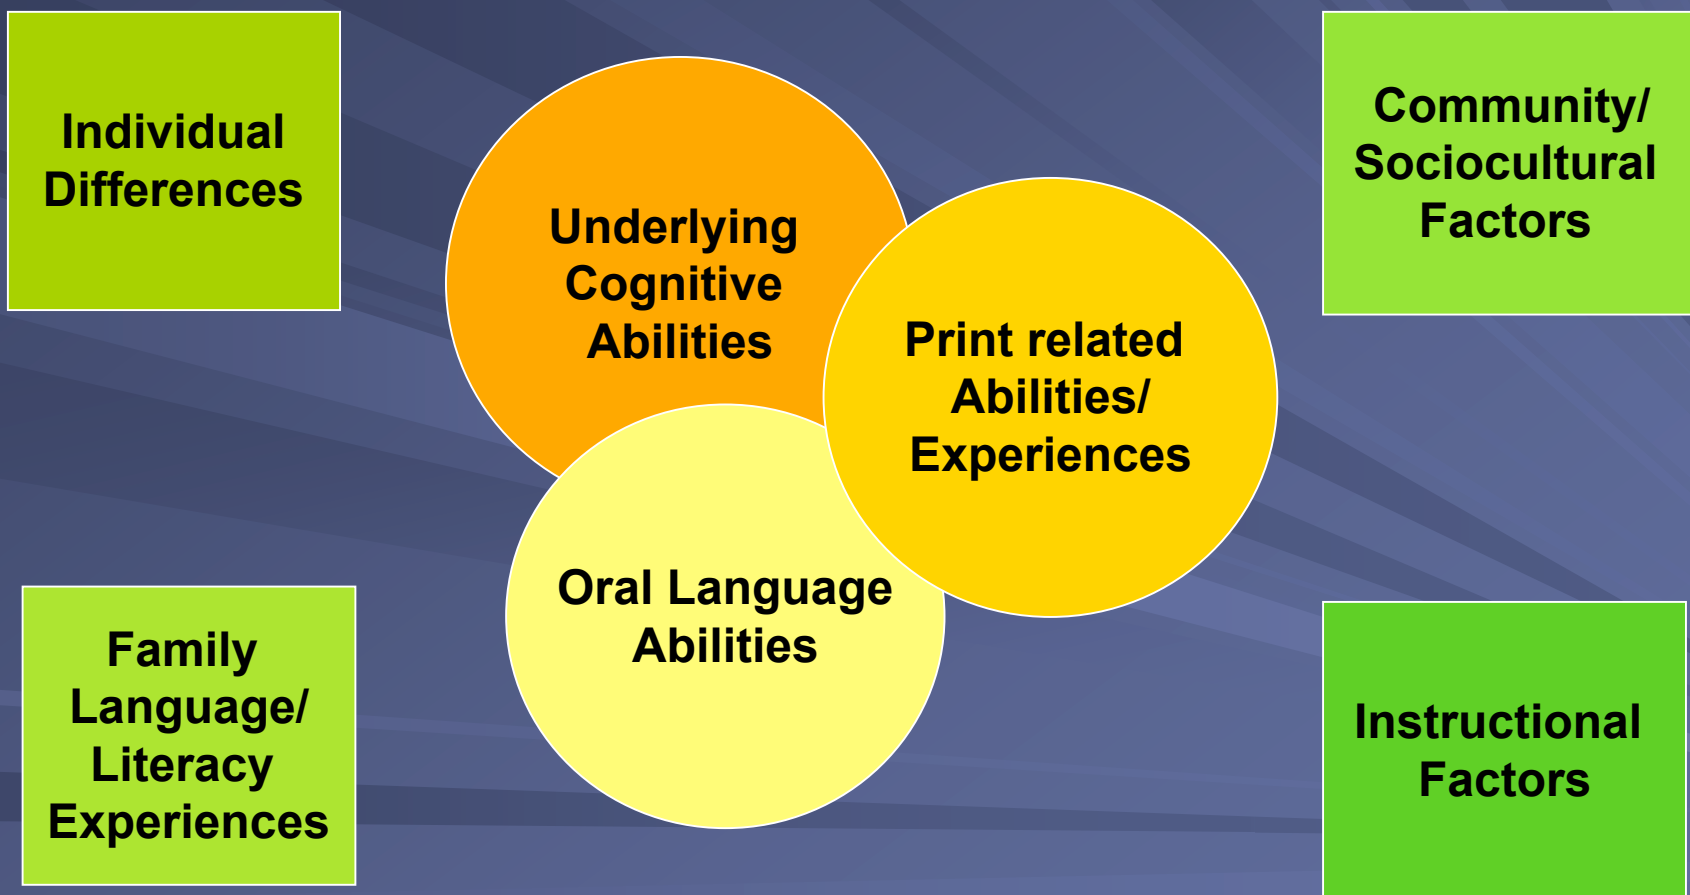 Individual
Differences
Underlying
Cognitive
Abilities
Community/
Sociocultural
Factors
Print related
Abilities/
Experiences
Oral Language
Abilities
Family
Language/
Literacy
Experiences
Instructional
Factors